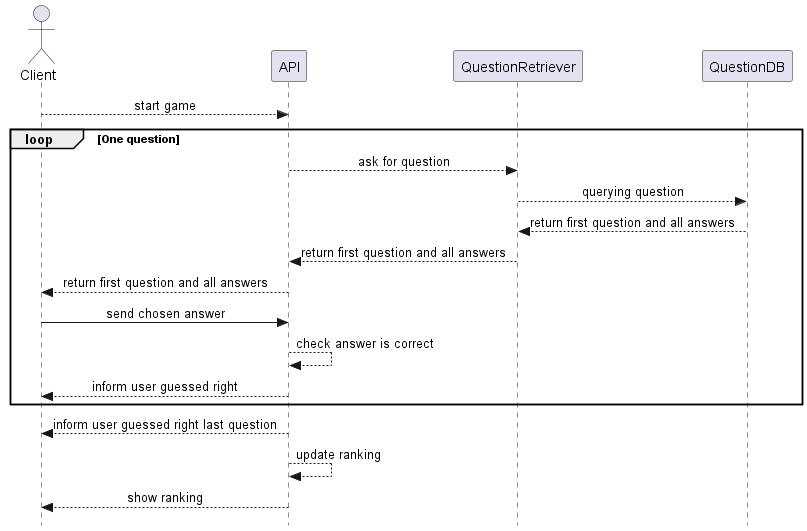 Client
API
QuestionRetriever
QuestionDB
start game
loop [One question]
ask for question
querying question
return first question and all answers
return first question and all answers
return first question and all answers
send chosen answer
check answer is correct
inform user guessed right
inform user guessed right last question
update ranking
show ranking